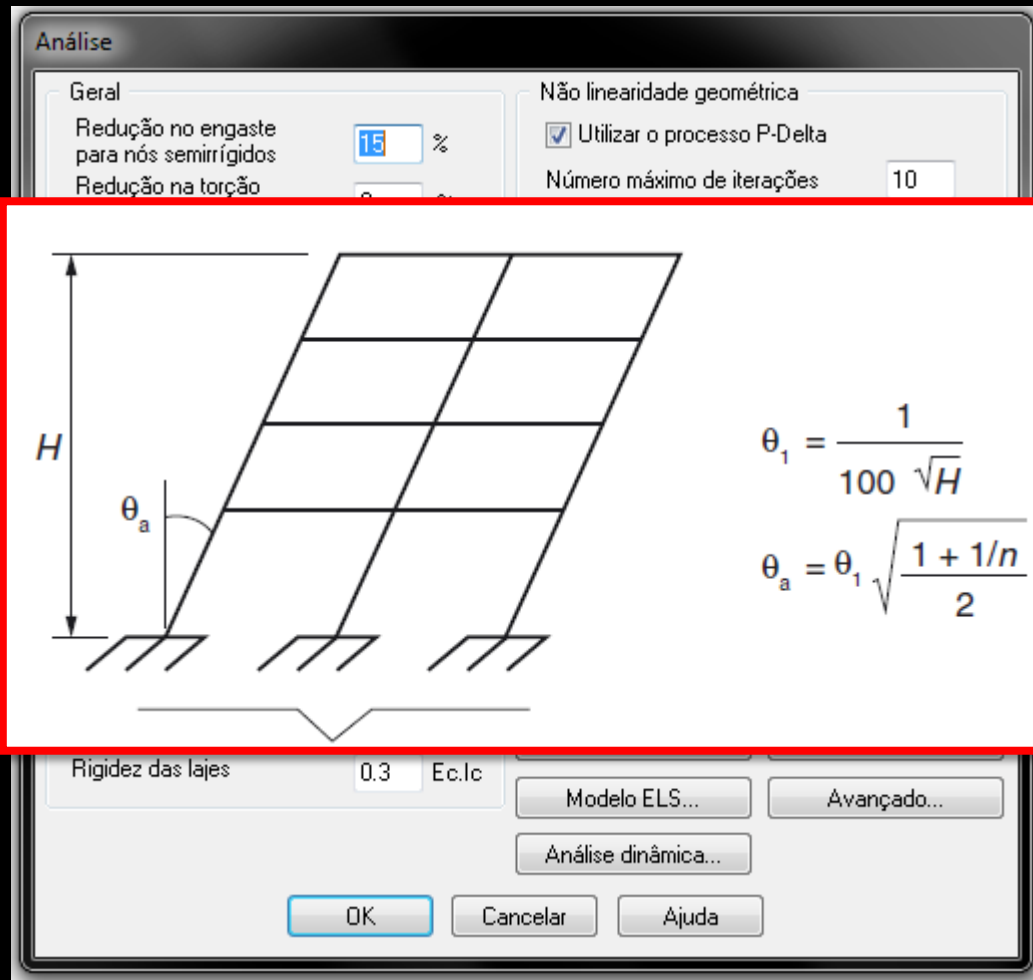 Análise
Geral
Redução no engaste
para nós semirrígidos
15 %
Redução na torção
Não linearidade geométrica
Utilizar o processo P-Delta
Número máximo de iterações 10
H
θa
θ1 = 1 / 100 √H
θa = θ1 √ 1 + 1/n / 2
Rigidez das lajes 0.3 Ec.Ic
Modelo ELS...
Avançado...
Análise dinâmica...
OK
Cancelar
Ajuda